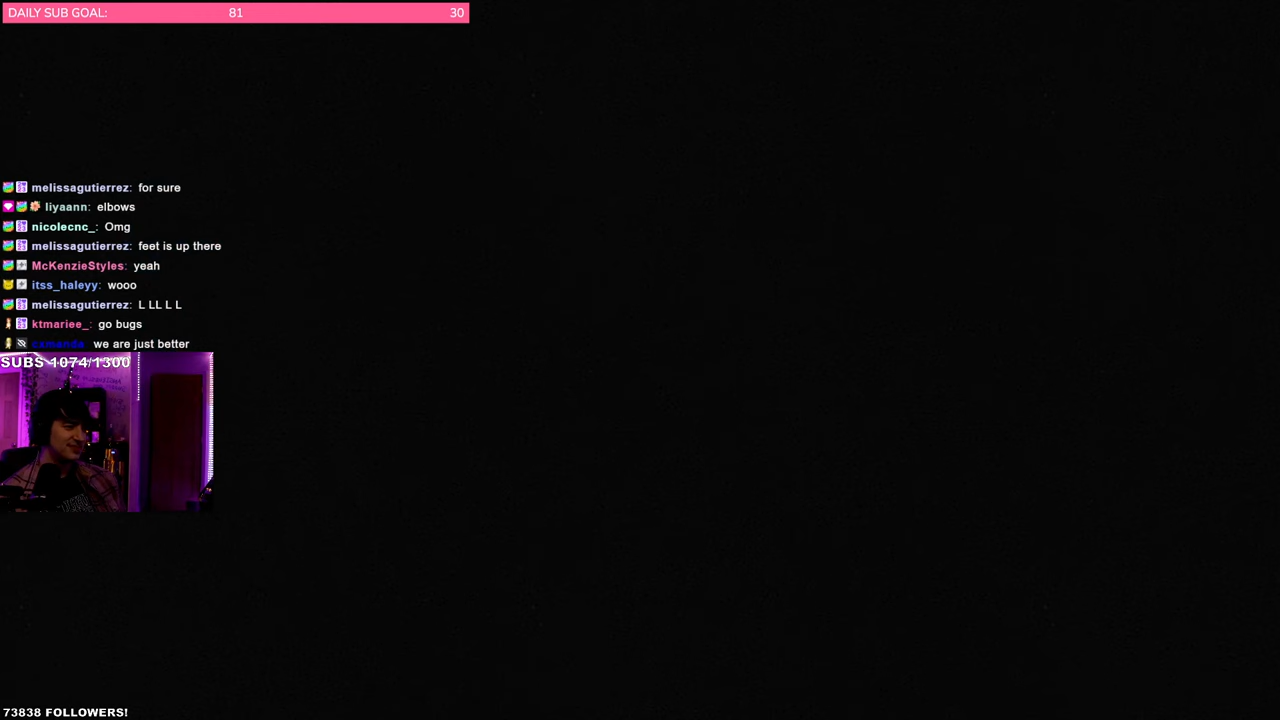 DAILY SUB GOAL: 81 30
melissagutierrez: for sure
liyaann: elbows
nicolecnc_: Omg
melissagutierrez: feet is up there
McKenzieStyles: yeah
itss_haleyy: wooo
melissagutierrez: L LL L L
ktmariee_: go bugs
cxmanda: we are just better
SUBS 1074/1300
73838 FOLLOWERS!